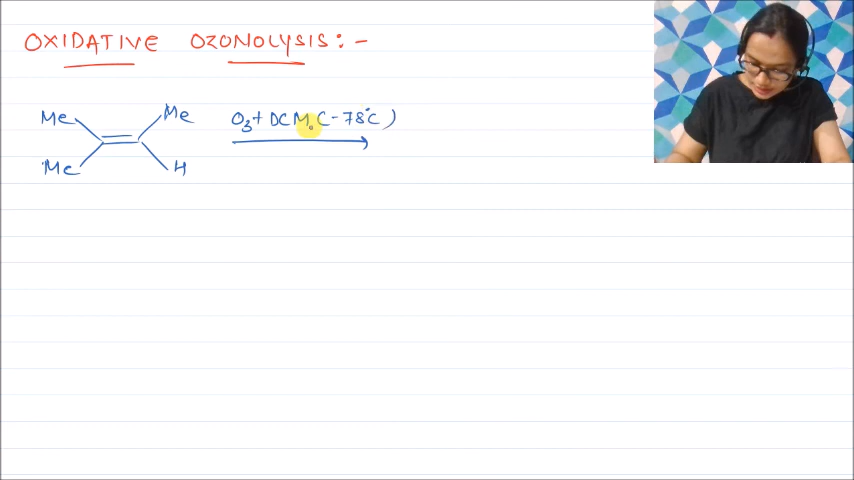 OXIDATIVE OZONOLYSIS: -
Me Me O3 + DCM (-78°C)
Me H